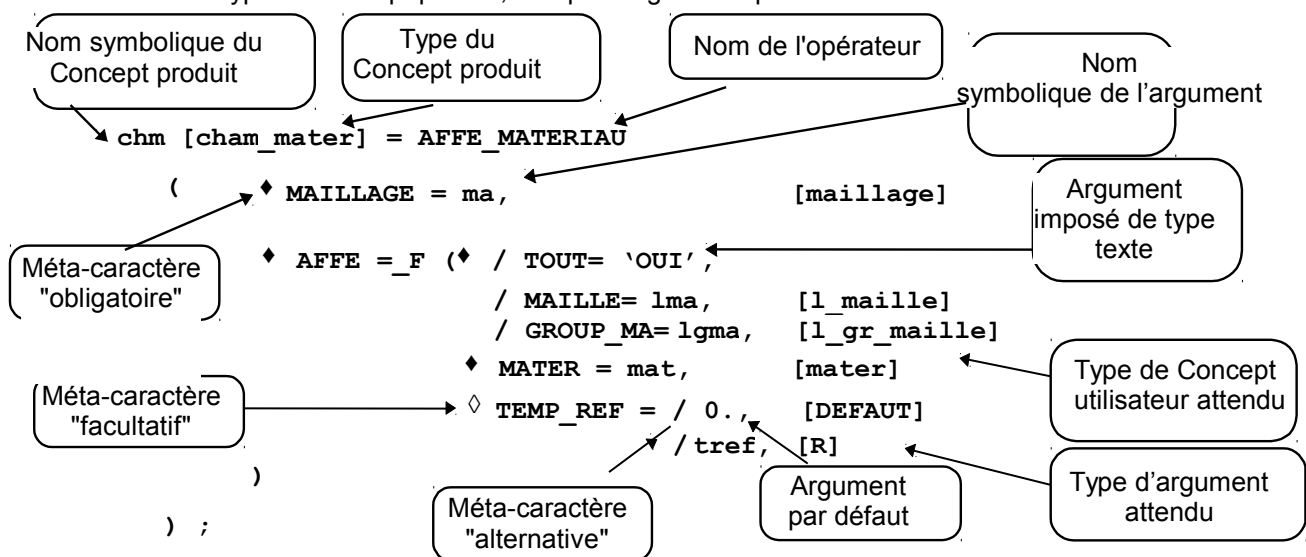 Nom symbolique du
Concept produit
Type du
Concept produit
Nom de l'opérateur
Nom
symbolique de l’argument
chm [cham_mater] = AFFE_MATERIAU
( ♦ MAILLAGE = ma, [maillage]
Argument
imposé de type
texte
Méta-caractère
"obligatoire"
♦ AFFE =_F (♦ / TOUT= ‘OUI’,
/ MAILLE= lma, [l_maille]
/ GROUP_MA= lgma, [l_gr_maille]
♦ MATER = mat, [mater]
Type de Concept
utilisateur attendu
Méta-caractère
"facultatif"
◊ TEMP_REF = / 0., [DEFAUT]
/ tref, [R]
)
Méta-caractère
"alternative"
Argument
par défaut
Type d’argument
attendu
) ;